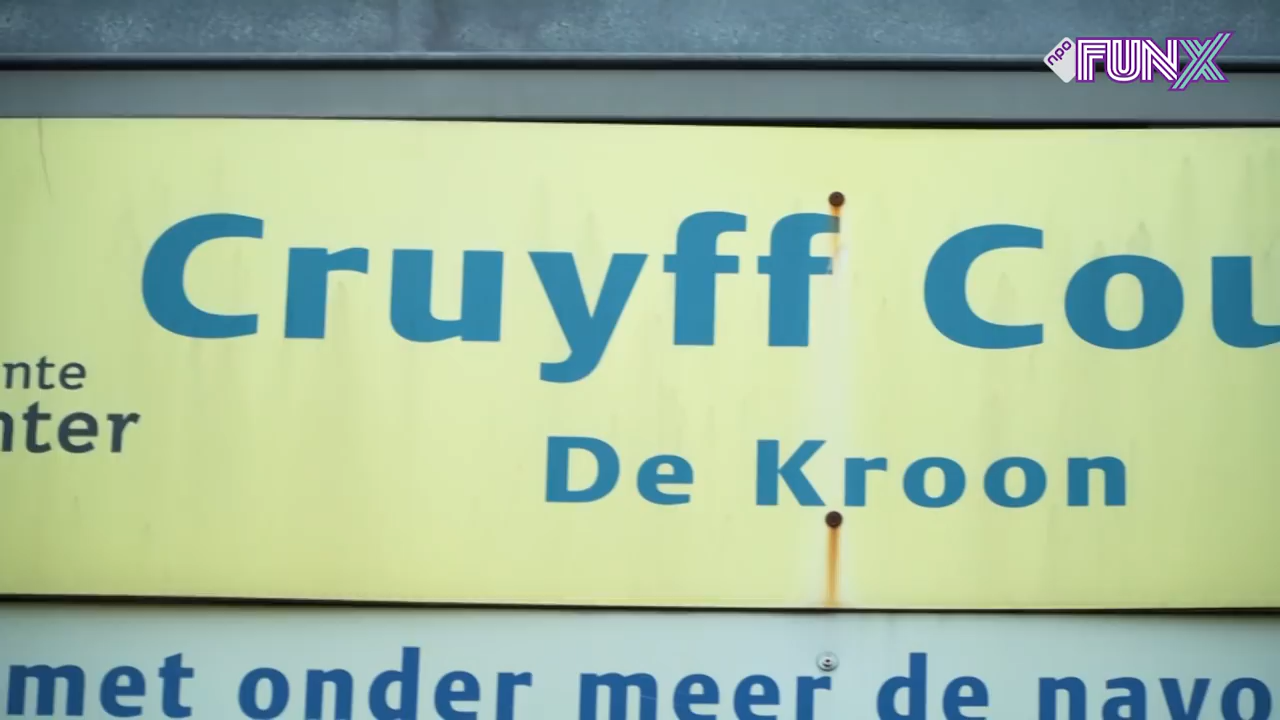 npo FUNX
Cruyff Cou
nte
nter
De Kroon
met onder meer de navo